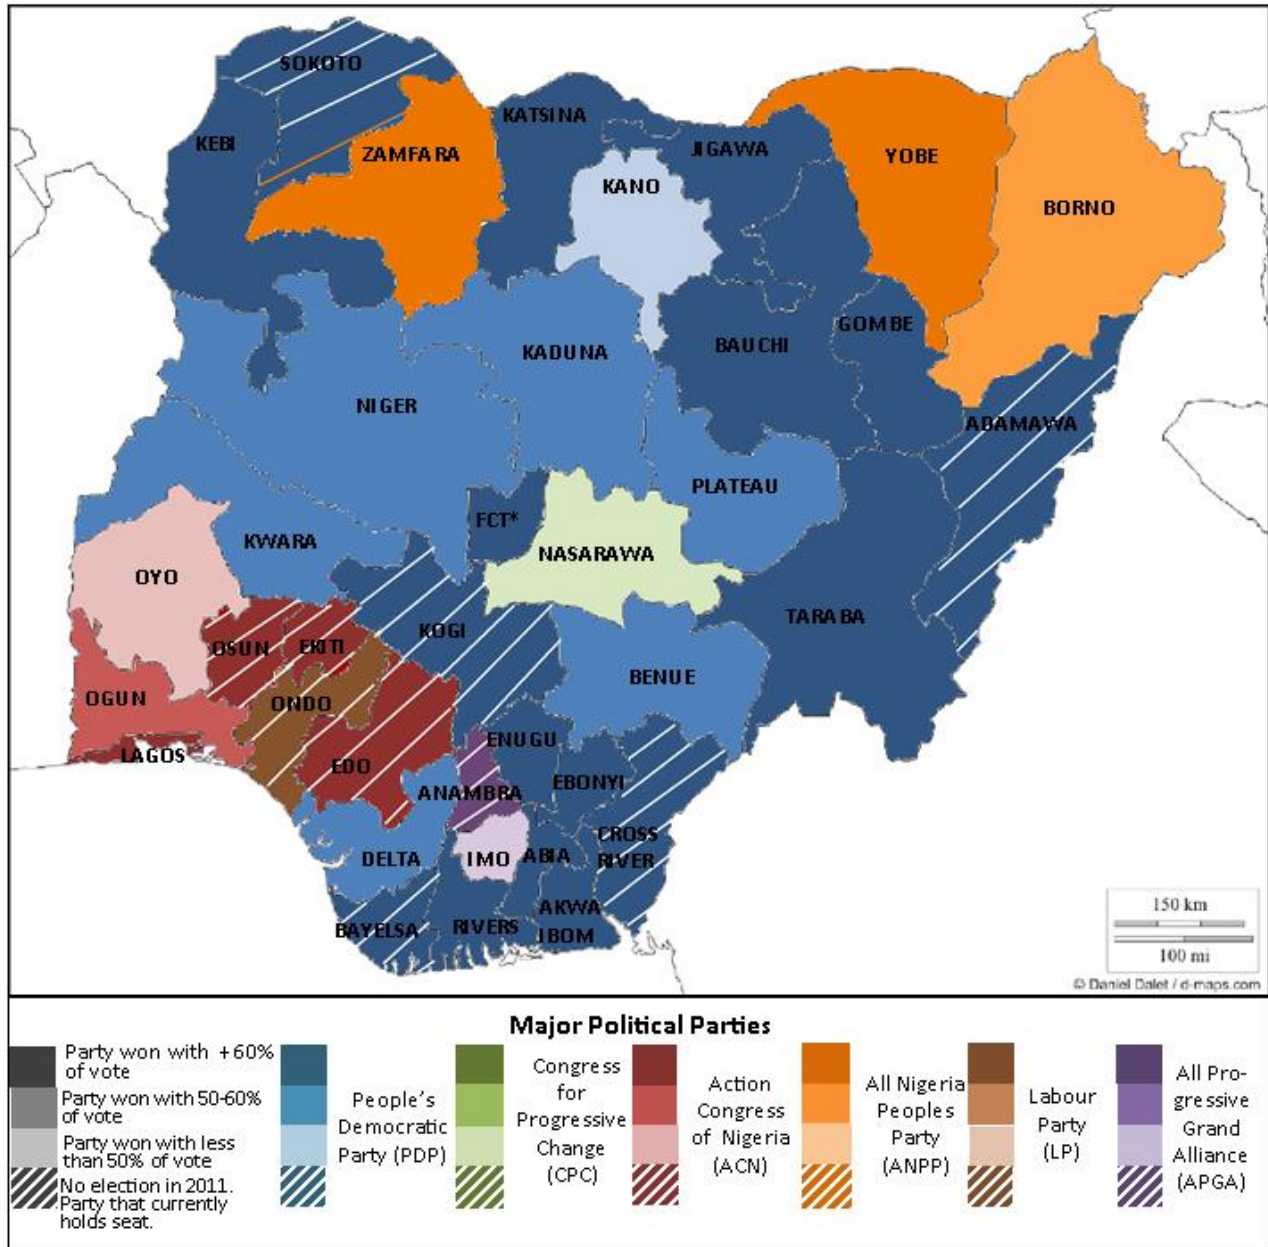 SOKOTO
KATSINA
KEBI
ZAMFARA
JIGAWA
YOBE
KANO
BORNO
GOMBE
BAUCHI
KADUNA
NIGER
ADAMAWA
PLATEAU
FCT*
KWARA
NASARAWA
OYO
TARABA
KOGI
OSUN
EKITI
BENUE
OGUN
ONDO
ENUGU
LAGOS
EDO
EBONYI
ANAMBRA
CROSS
RIVER
DELTA
IMO
ABIA
AKWA
IBOM
BAYELSA
RIVERS
150 km
100 mi
© Daniel Dalet / d-maps.com
Major Political Parties
Party won with +60%
of vote
Party won with 50-60%
of vote
Party won with less
than 50% of vote
No election in 2011.
Party that currently
holds seat.
People's
Democratic
Party (PDP)
Congress
for
Progressive
Change
(CPC)
Action
Congress
of Nigeria
(ACN)
All Nigeria
Peoples
Party
(ANPP)
Labour
Party
(LP)
All Pro-
gressive
Grand
Alliance
(APGA)